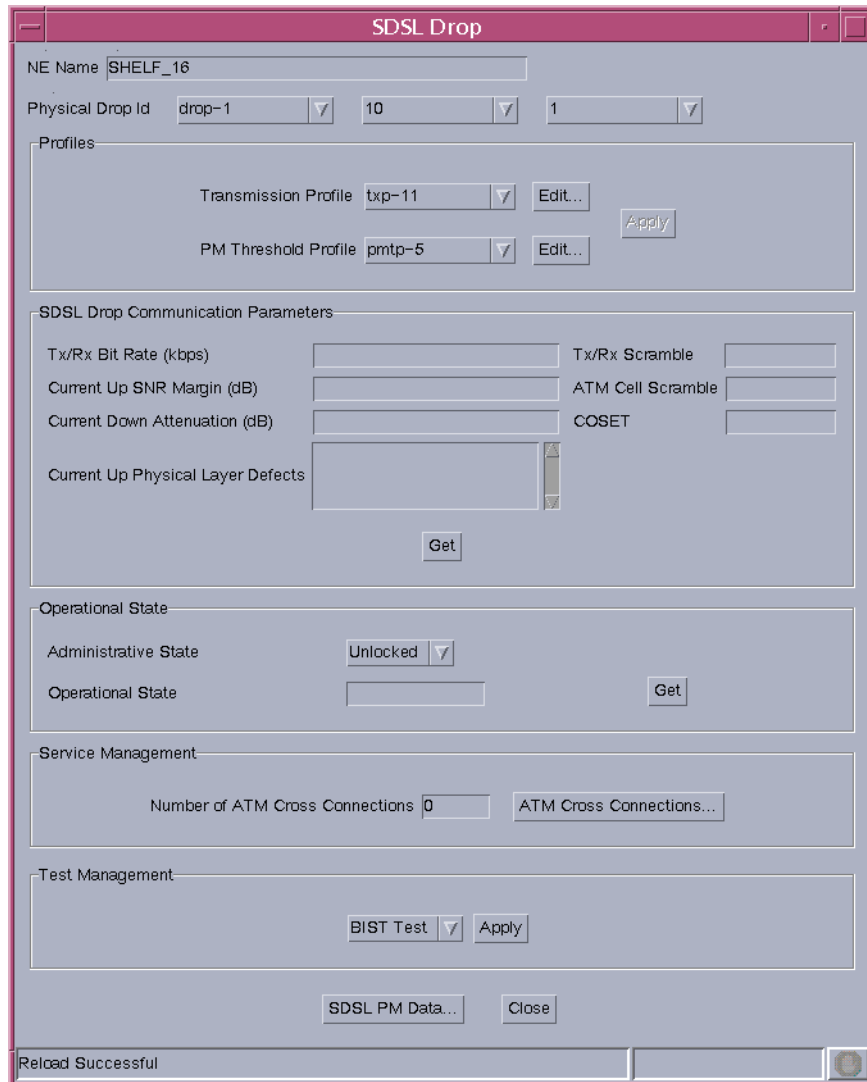 SDSL Drop
NE Name SHELF_16
Physical Drop Id drop-1 10 1
Profiles
Transmission Profile txp-11 Edit...
Apply
PM Threshold Profile pmtp-5 Edit...
SDSL Drop Communication Parameters
Tx/Rx Bit Rate (kbps) Tx/Rx Scramble
Current Up SNR Margin (dB) ATM Cell Scramble
Current Down Attenuation (dB) COSET
Current Up Physical Layer Defects
Get
Operational State
Administrative State Unlocked
Operational State Get
Service Management
Number of ATM Cross Connections 0 ATM Cross Connections...
Test Management
BIST Test Apply
SDSL PM Data... Close
Reload Successful